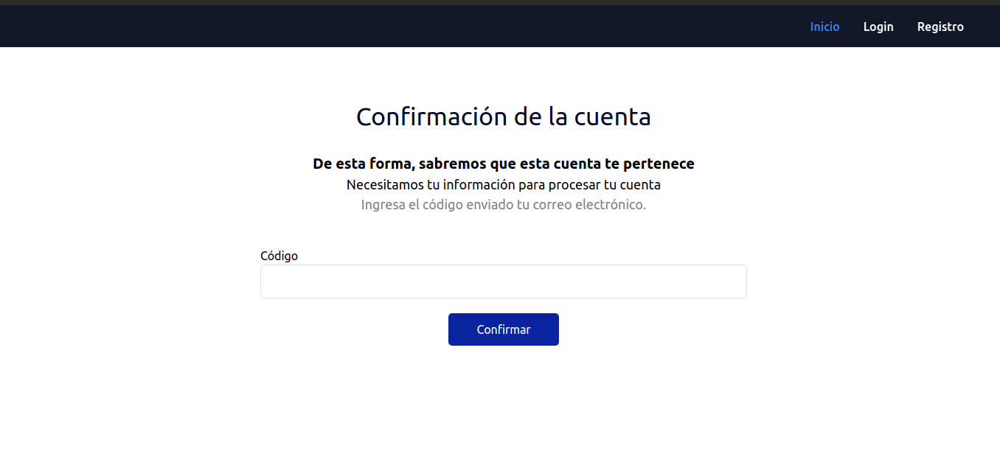 Inicio Login Registro
Confirmación de la cuenta
De esta forma, sabremos que esta cuenta te pertenece
Necesitamos tu información para procesar tu cuenta
Ingresa el código enviado tu correo electrónico.
Código
Confirmar